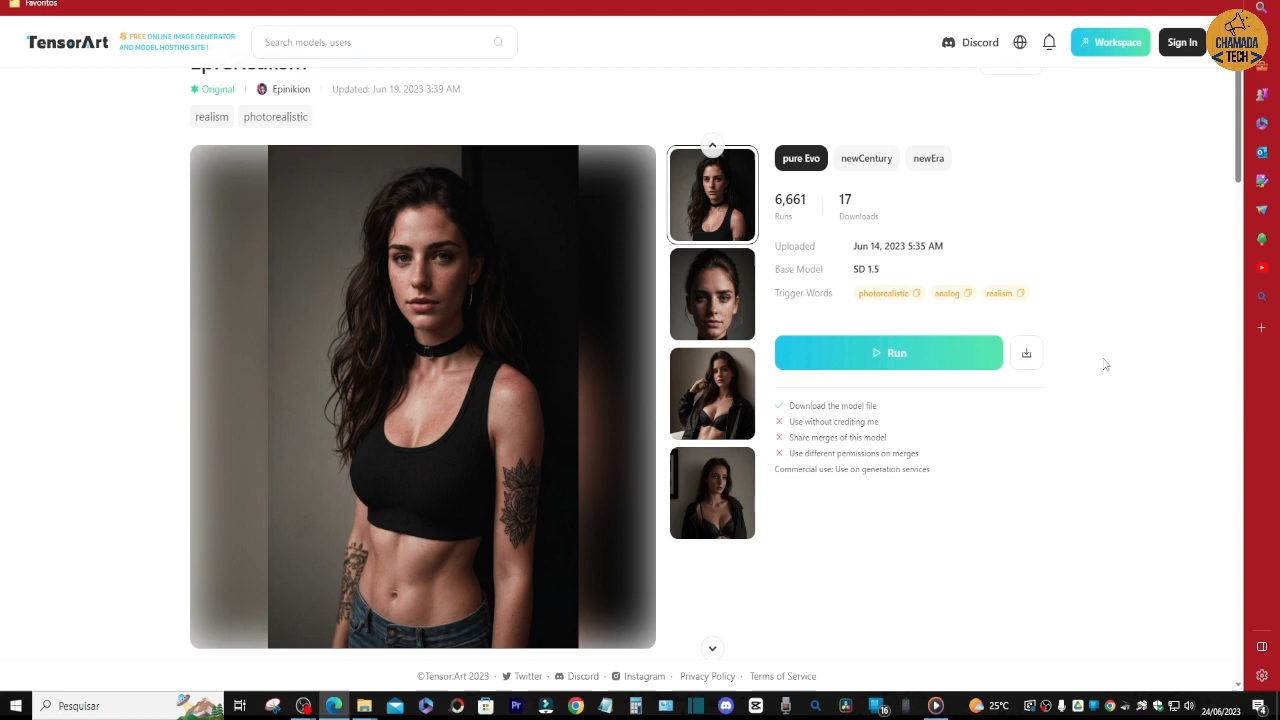 Favoritos
TensorArt
FREE ONLINE IMAGE GENERATOR
AND MODEL HOSTING SITE !
Search models, users
Discord
Workspace
Sign In
CHAMADA
TECH
Original
Epinikion
Updated: Jun 19, 2023 3:39 AM
realism
photorealistic
pure Evo
newCentury
newEra
6,661
17
Runs
Downloads
Uploaded
Jun 14, 2023 5:35 AM
Base Model
SD 1.5
Trigger Words
photorealistic
analog
realism
Run
Download the model file
Use without crediting me
Share merges of this model
Use different permissions on merges
Commercial use: Use on generation services
©Tensor.Art 2023 · Twitter · Discord · Instagram · Privacy Policy · Terms of Service
Pesquisar
16
25°C
24/06/2023